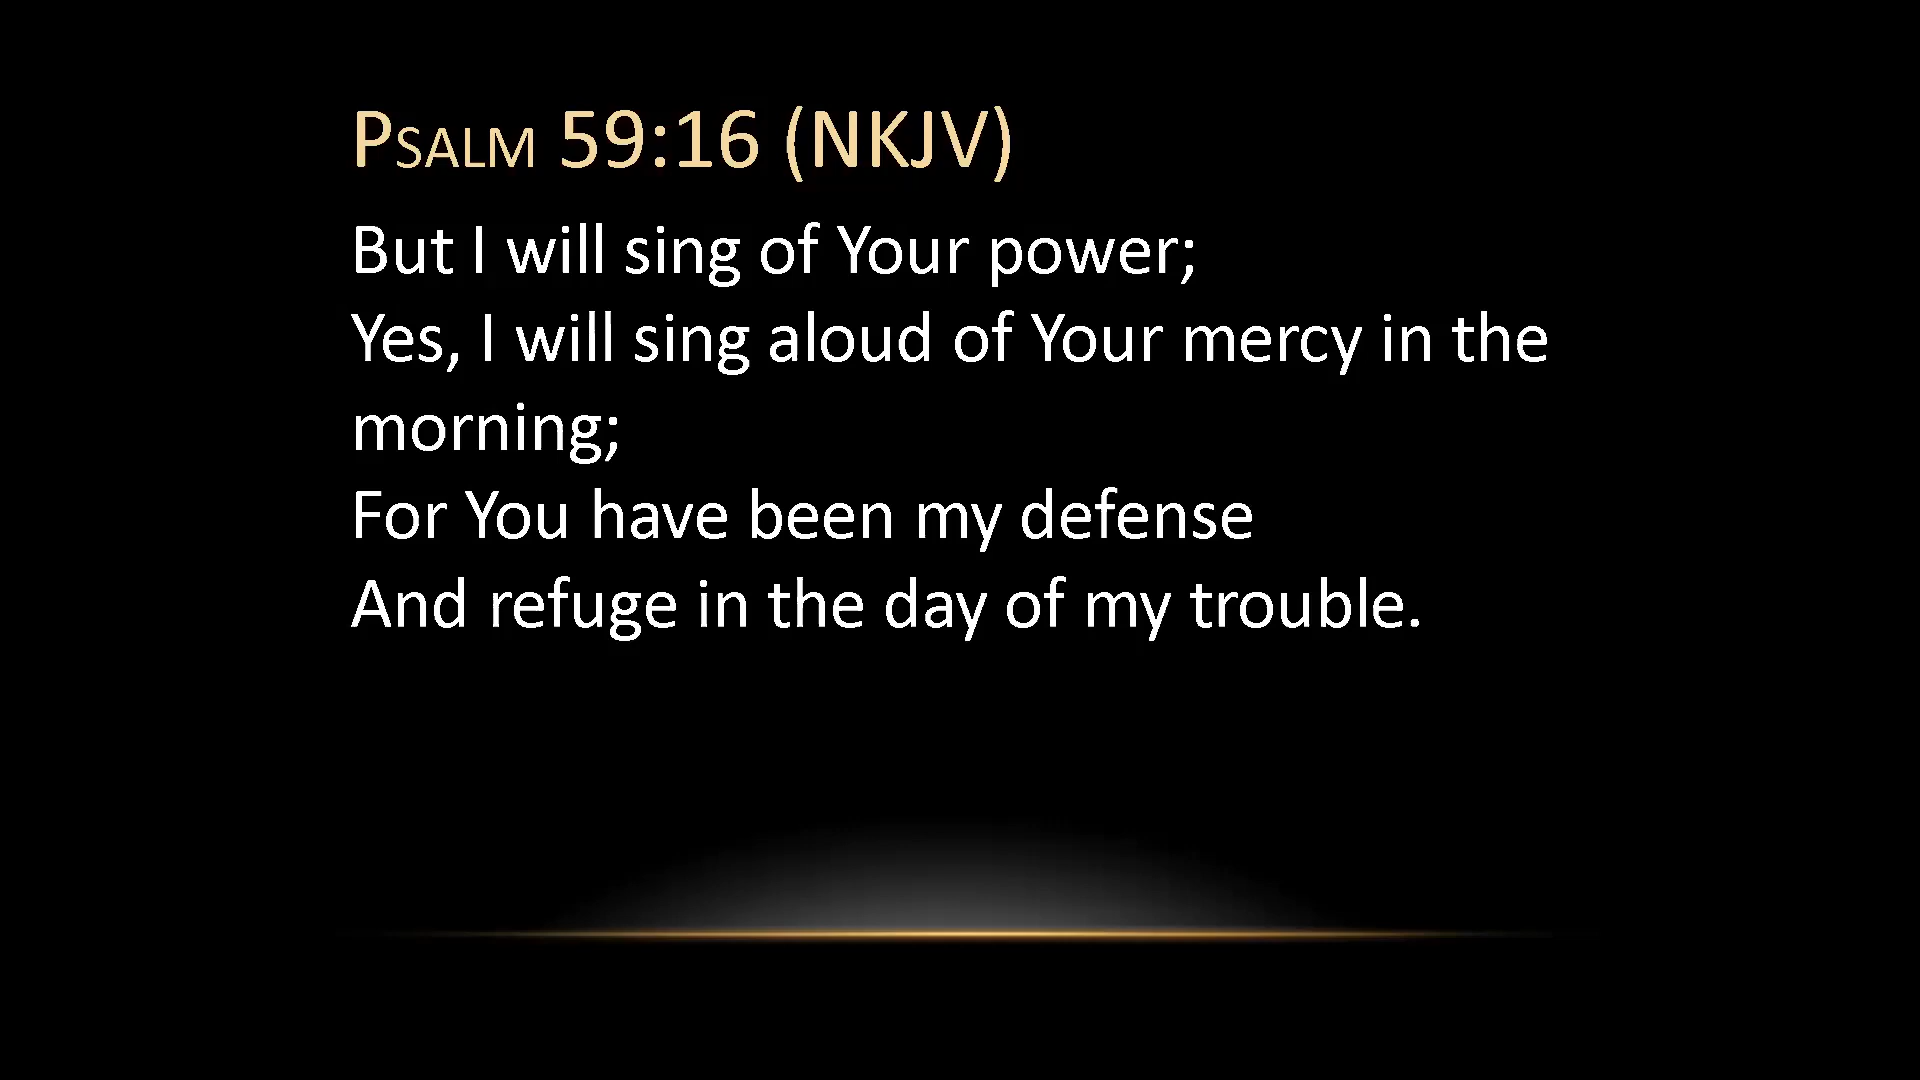 Psalm 59:16 (NKJV)
But I will sing of Your power;
Yes, I will sing aloud of Your mercy in the
morning;
For You have been my defense
And refuge in the day of my trouble.